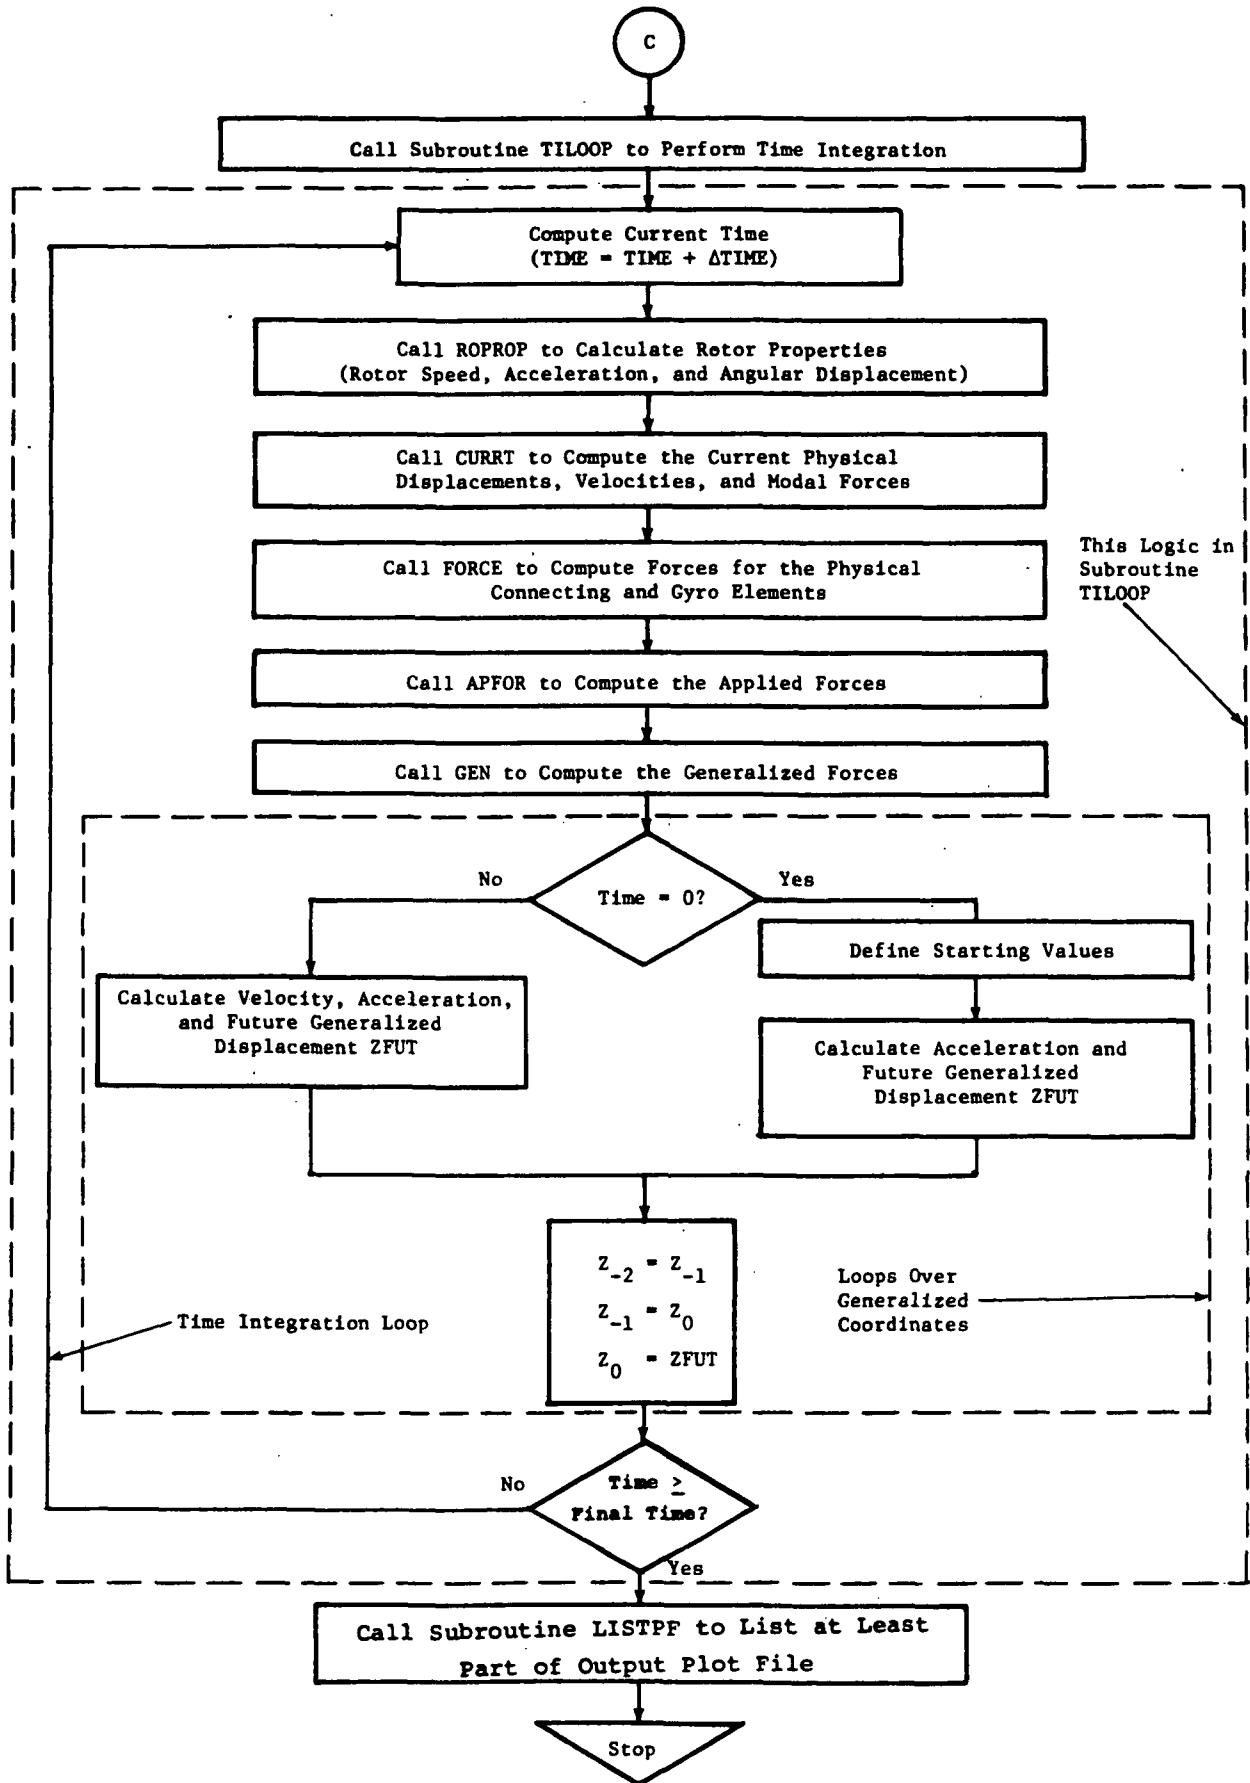 C
Call Subroutine TILOOP to Perform Time Integration
Compute Current Time
(TIME = TIME + ΔTIME)
Call ROPROP to Calculate Rotor Properties
(Rotor Speed, Acceleration, and Angular Displacement)
Call CURRT to Compute the Current Physical
Displacements, Velocities, and Modal Forces
Call FORCE to Compute Forces for the Physical
Connecting and Gyro Elements
This Logic in
Subroutine
TILOOP
Call APFOR to Compute the Applied Forces
Call GEN to Compute the Generalized Forces
No
Time = 0?
Yes
Define Starting Values
Calculate Velocity, Acceleration,
and Future Generalized
Displacement ZFUT
Calculate Acceleration and
Future Generalized
Displacement ZFUT
Z_-2 = Z_-1
Z_-1 = Z_0
Z_0 = ZFUT
Loops Over
Generalized
Coordinates
Time Integration Loop
No
Time ≥
Final Time?
Yes
Call Subroutine LISTPF to List at Least
Part of Output Plot File
Stop